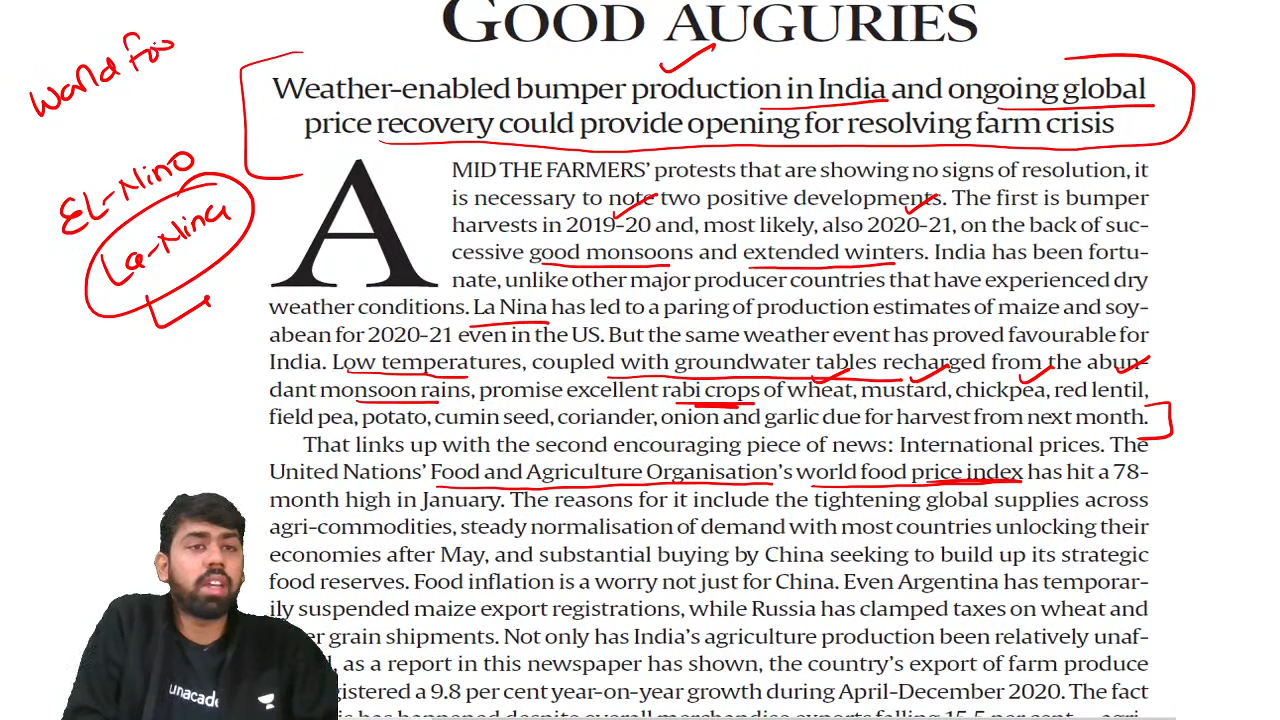 GOOD AUGURIES
World Foo
Weather-enabled bumper production in India and ongoing global
price recovery could provide opening for resolving farm crisis
EL-Nino
La-Nina
AMID THE FARMERS' protests that are showing no signs of resolution, it
is necessary to note two positive developments. The first is bumper
harvests in 2019-20 and, most likely, also 2020-21, on the back of suc-
cessive good monsoons and extended winters. India has been fortu-
nate, unlike other major producer countries that have experienced dry
weather conditions. La Nina has led to a paring of production estimates of maize and soy-
abean for 2020-21 even in the US. But the same weather event has proved favourable for
India. Low temperatures, coupled with groundwater tables recharged from the abun-
dant monsoon rains, promise excellent rabi crops of wheat, mustard, chickpea, red lentil,
field pea, potato, cumin seed, coriander, onion and garlic due for harvest from next month.
That links up with the second encouraging piece of news: International prices. The
United Nations' Food and Agriculture Organisation's world food price index has hit a 78-
month high in January. The reasons for it include the tightening global supplies across
agri-commodities, steady normalisation of demand with most countries unlocking their
economies after May, and substantial buying by China seeking to build up its strategic
food reserves. Food inflation is a worry not just for China. Even Argentina has temporar-
ily suspended maize export registrations, while Russia has clamped taxes on wheat and
grain shipments. Not only has India's agriculture production been relatively unaf-
as a report in this newspaper has shown, the country's export of farm produce
gistered a 9.8 per cent year-on-year growth during April-December 2020. The fact
unacade